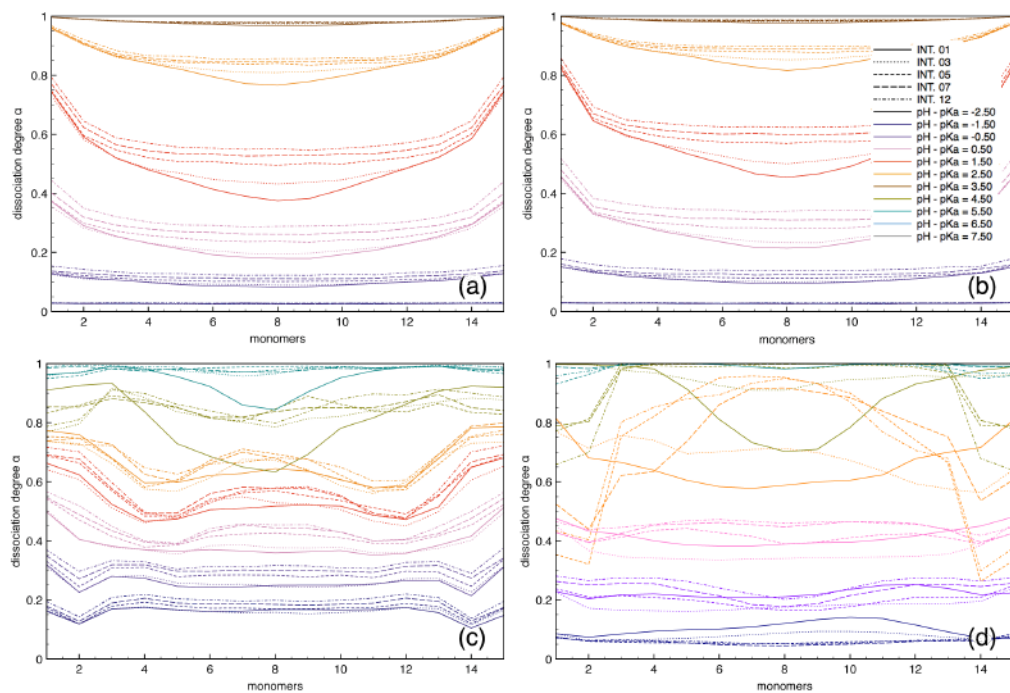 1
0.8
0.6
0.4
0.2
0
dissociation degree α
2
4
6
8
10
12
14
monomers
(a)
1
0.8
0.6
0.4
0.2
0
dissociation degree α
2
4
6
8
10
12
14
monomers
INT. 01
INT. 03
INT. 05
INT. 07
INT. 12
pH - pKa = -2.50
pH - pKa = -1.50
pH - pKa = -0.50
pH - pKa = 0.50
pH - pKa = 1.50
pH - pKa = 2.50
pH - pKa = 3.50
pH - pKa = 4.50
pH - pKa = 5.50
pH - pKa = 6.50
pH - pKa = 7.50
(b)
1
0.8
0.6
0.4
0.2
0
dissociation degree α
2
4
6
8
10
12
14
monomers
(c)
1
0.8
0.6
0.4
0.2
0
dissociation degree α
2
4
6
8
10
12
14
monomers
(d)